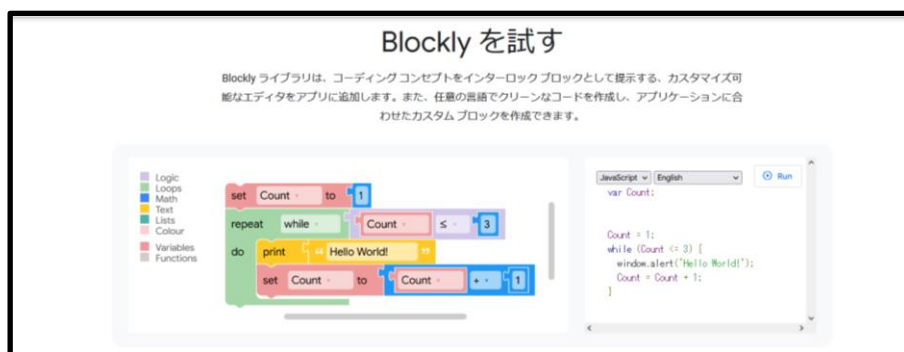 Blockly を試す
Blockly ライブラリは、コーディング コンセプトをインターロック ブロックとして提示する、カスタマイズ可
能なエディタをアプリに追加します。また、任意の言語でクリーンなコードを作成し、アプリケーションに合
わせたカスタム ブロックを作成できます。
Logic
Loops
Math
Text
Lists
Colour
Variables
Functions
set Count to 1
repeat while Count ≤ 3
do print “ Hello World! ”
set Count to Count + 1
JavaScript English Run
var Count;
Count = 1;
while (Count <= 3) {
window.alert('Hello World!');
Count = Count + 1;
}